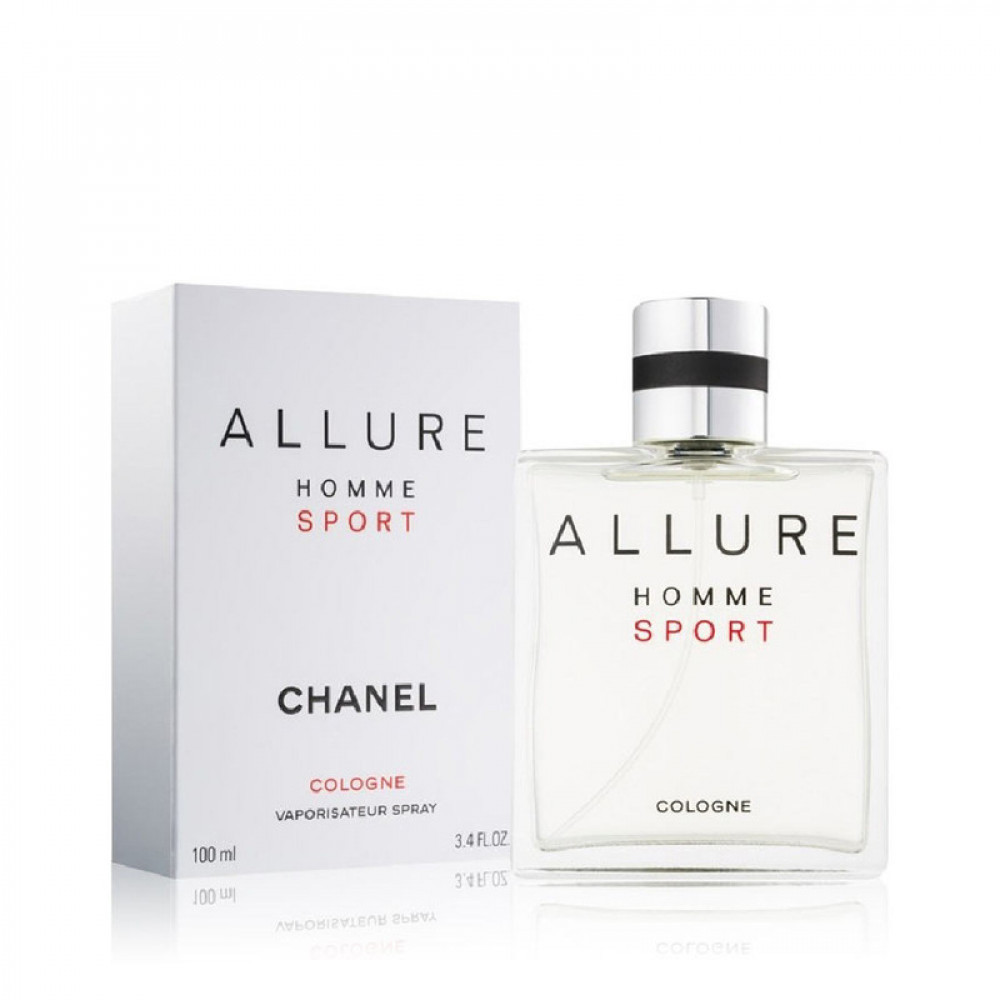 ALLURE
HOMME
SPORT
CHANEL
COLOGNE
VAPORISATEUR SPRAY
100 ml
3.4 FL.OZ.
ALLURE
HOMME
SPORT
COLOGNE